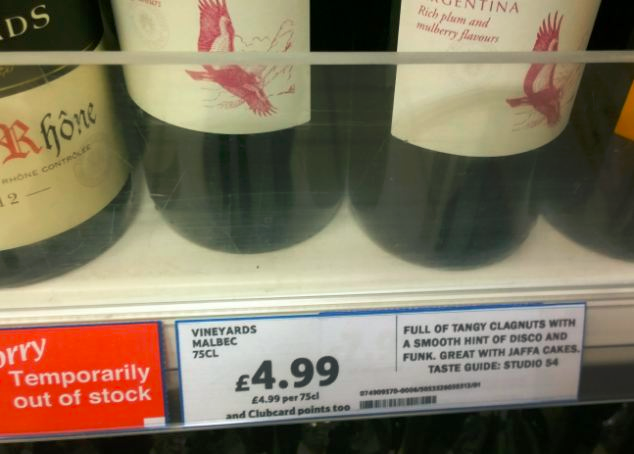 DS
Rhône
RHÔNE CONTRÔLÉE
12
flavours
ARGENTINA
Rich plum and
mulberry flavours
orry
Temporarily
out of stock
VINEYARDS
MALBEC
75CL
£4.99
£4.99 per 75cl
and Clubcard points too
FULL OF TANGY CLAGNUTS WITH
A SMOOTH HINT OF DISCO AND
FUNK. GREAT WITH JAFFA CAKES.
TASTE GUIDE: STUDIO 54